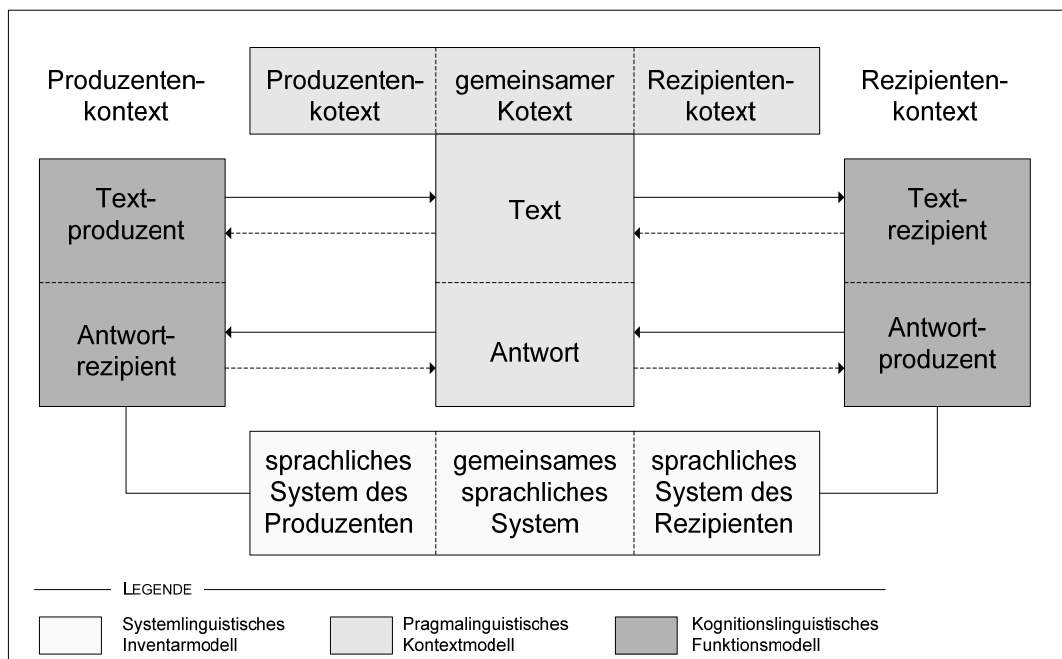 Produzenten-
kontext
Produzenten-
kotext
gemeinsamer
Kotext
Rezipienten-
kotext
Rezipienten-
kontext
Text-
produzent
Text
Text-
rezipient
Antwort-
rezipient
Antwort
Antwort-
produzent
sprachliches
System des
Produzenten
gemeinsames
sprachliches
System
sprachliches
System des
Rezipienten
LEGENDE
Systemlinguistisches
Inventarmodell
Pragmalinguistisches
Kontextmodell
Kognitionslinguistisches
Funktionsmodell